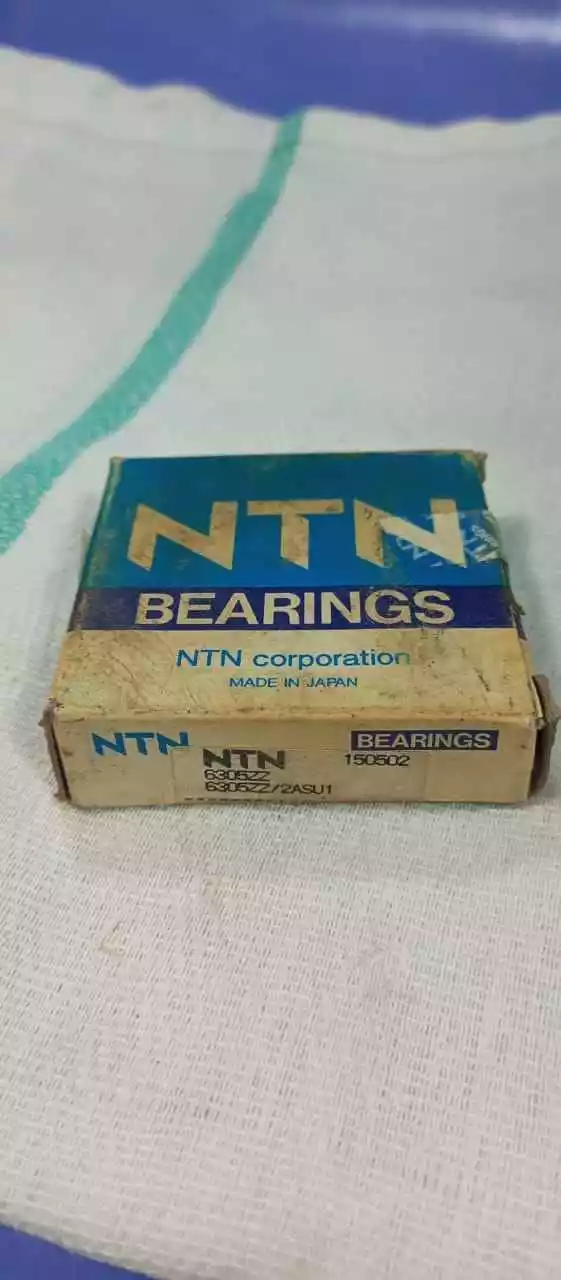 NTN
BEARINGS
NTN corporation
MADE IN JAPAN
NTN
BEARINGS
NTN
150502
6305ZZ
6305ZZ/2ASU1